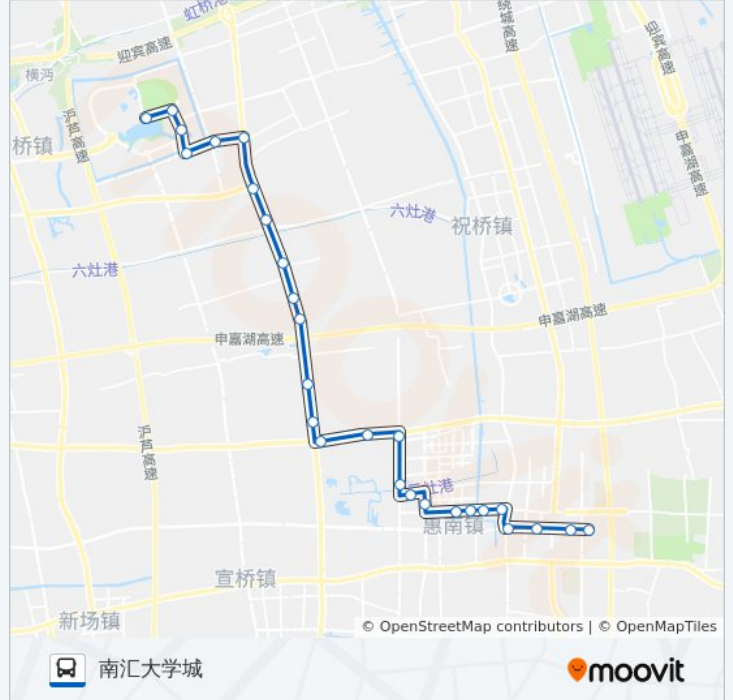 虹桥港
绕城高速
迎宾高速
迎宾高速
横沔
沪芦高速
桥镇
申嘉湖高速
六灶港
祝桥镇
六灶港
申嘉湖高速
申嘉湖高速
沪芦高速
二灶港
惠南镇
宣桥镇
新场镇
© OpenStreetMap contributors | © OpenMapTiles
南汇大学城
moovit